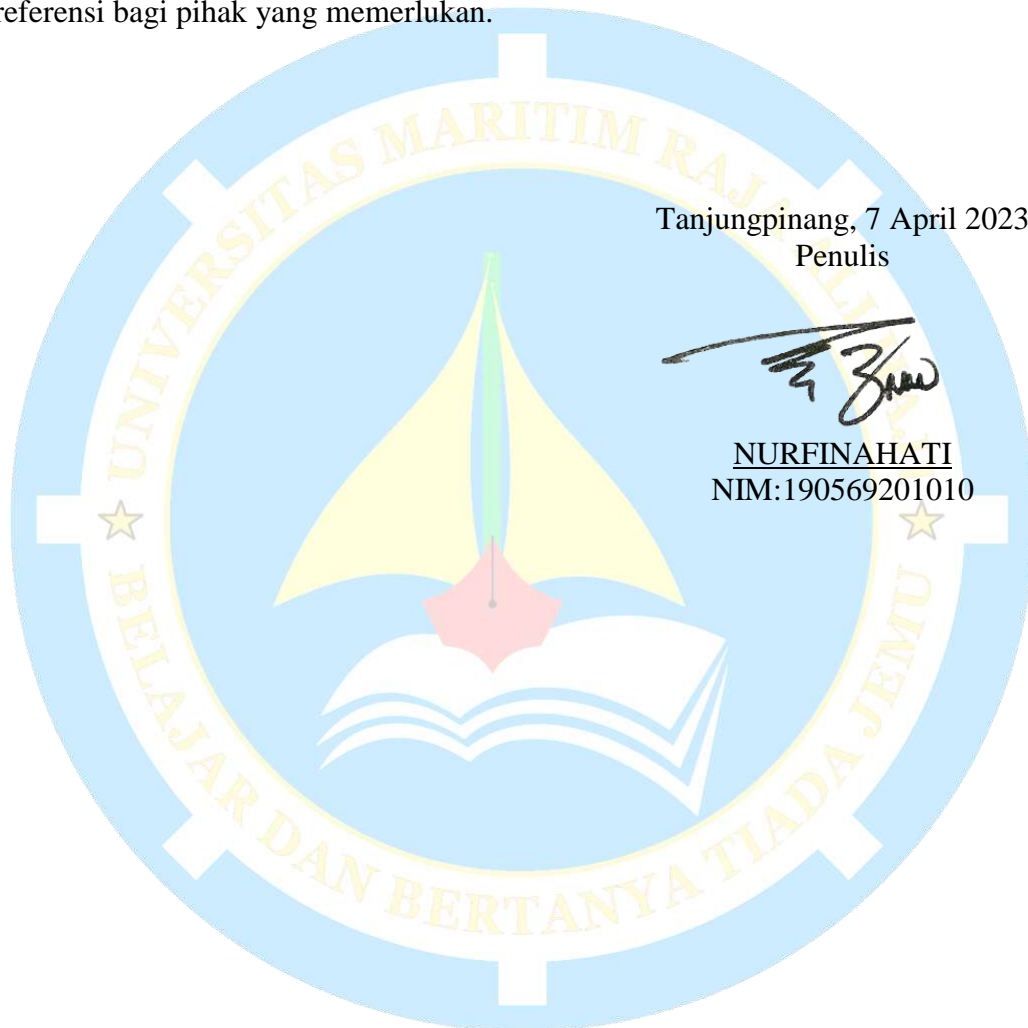 referensi bagi pihak yang memerlukan.
UNIVERSITAS MARITIM RAJA ALI HAJI
Tanjungpinang, 7 April 2023
Penulis
NURFINAHATI
NIM:190569201010
BELAJAR DAN BERTANYA TIADA JEMU